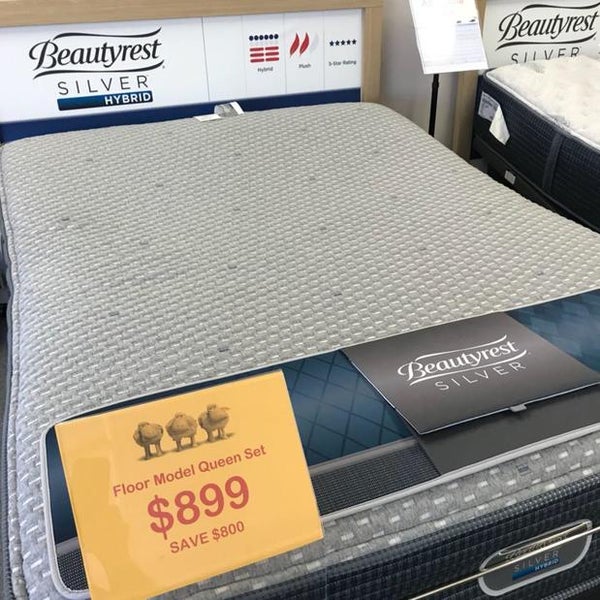 Beautyrest
SILVER
HYBRID
Hybrid
Plush
5-Star Rating
Beautyrest
SILVER
Beautyrest
SILVER
Floor Model Queen Set
$899
SAVE $800
Beautyrest
SILVER
HYBRID